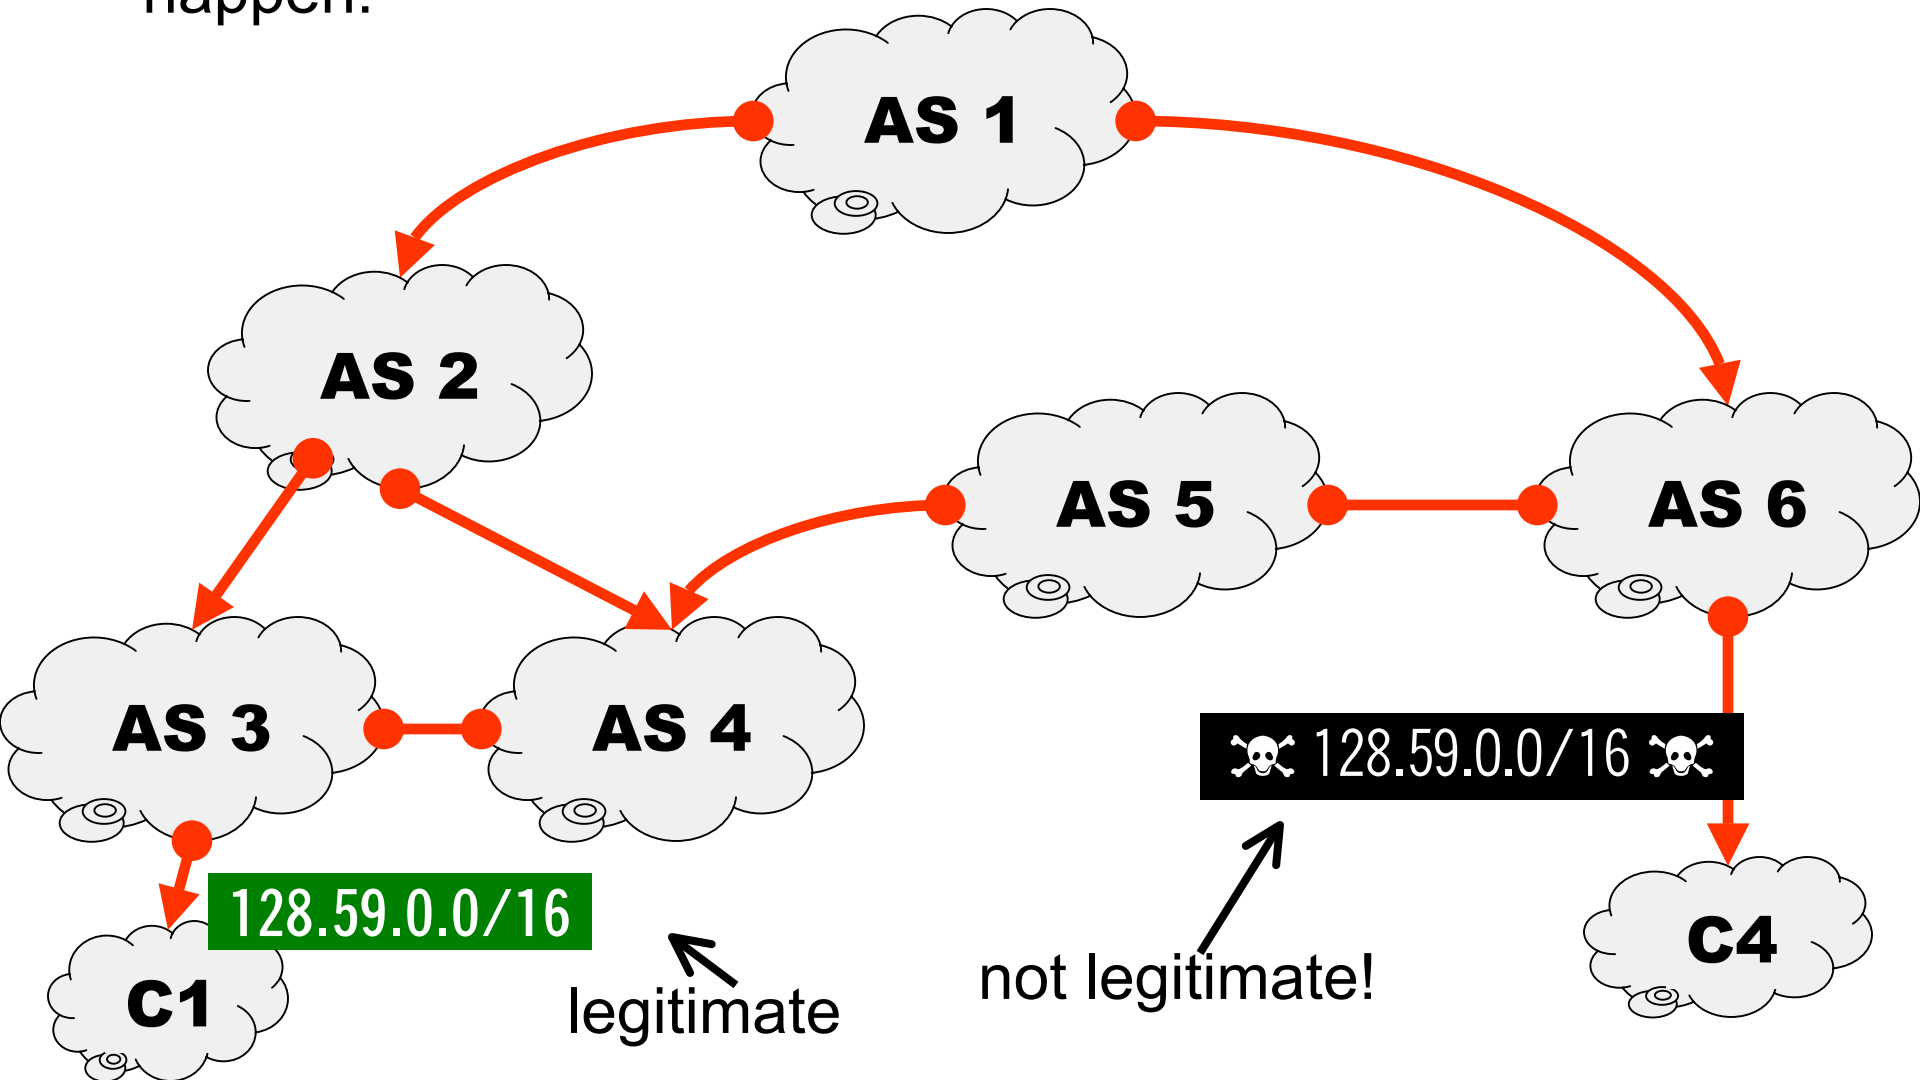 happen!
AS 1
AS 2
AS 5
AS 6
AS 3
AS 4
☠ 128.59.0.0/16 ☠
128.59.0.0/16
C4
not legitimate!
C1
legitimate